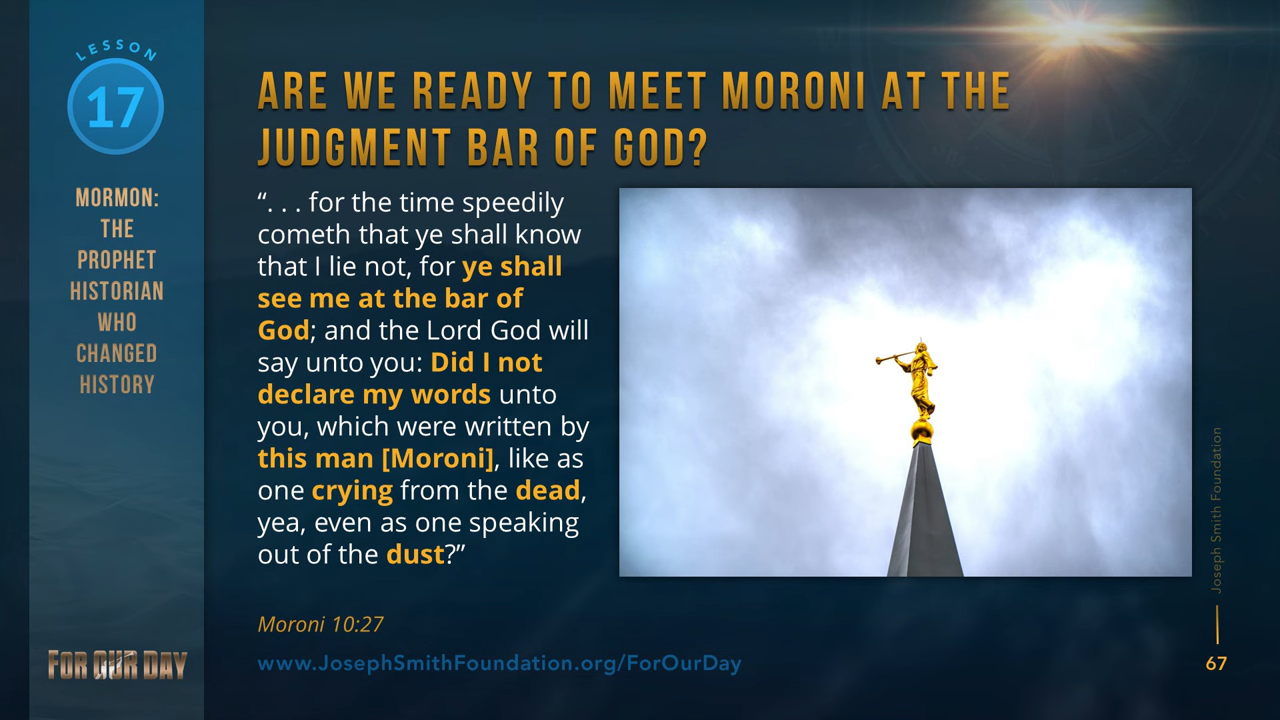 LESSON
17
MORMON:
THE
PROPHET
HISTORIAN
WHO
CHANGED
HISTORY
FOR OUR DAY
ARE WE READY TO MEET MORONI AT THE
JUDGMENT BAR OF GOD?
“. . . for the time speedily
cometh that ye shall know
that I lie not, for ye shall
see me at the bar of
God; and the Lord God will
say unto you: Did I not
declare my words unto
you, which were written by
this man [Moroni], like as
one crying from the dead,
yea, even as one speaking
out of the dust?”
Moroni 10:27
www.JosephSmithFoundation.org/ForOurDay
Joseph Smith Foundation
67